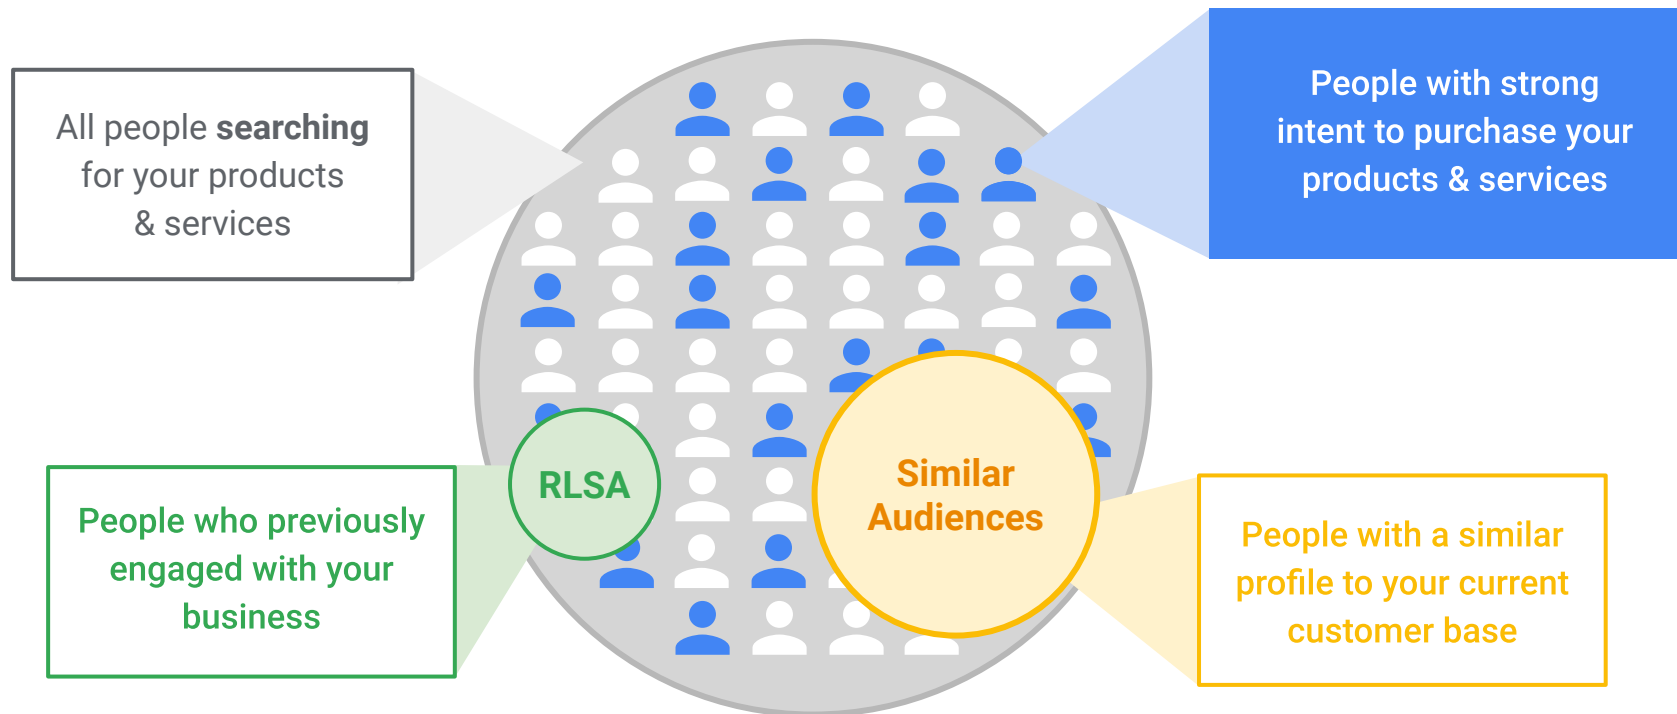 All people searching
for your products
& services
People with strong
intent to purchase your
products & services
RLSA
Similar
Audiences
People who previously
engaged with your
business
People with a similar
profile to your current
customer base